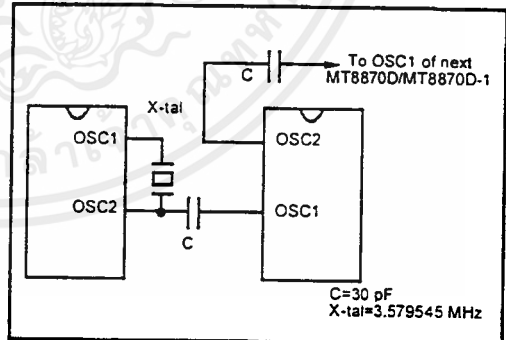 To OSC1 of next
MT8870D/MT8870D-1
C
X-tal
OSC1
OSC2
OSC2
OSC1
C
C=30 pF
X-tal=3.579545 MHz